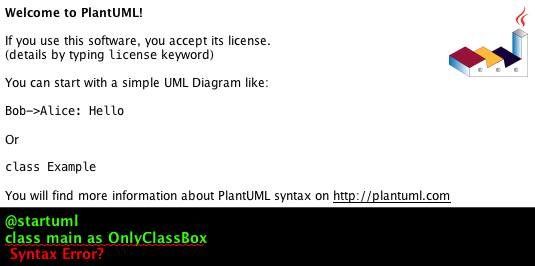 Welcome to PlantUML!
If you use this software, you accept its license.
(details by typing license keyword)
You can start with a simple UML Diagram like:
Bob->Alice: Hello
Or
class Example
You will find more information about PlantUML syntax on http://plantuml.com
@startuml
class main as OnlyClassBox
Syntax Error?